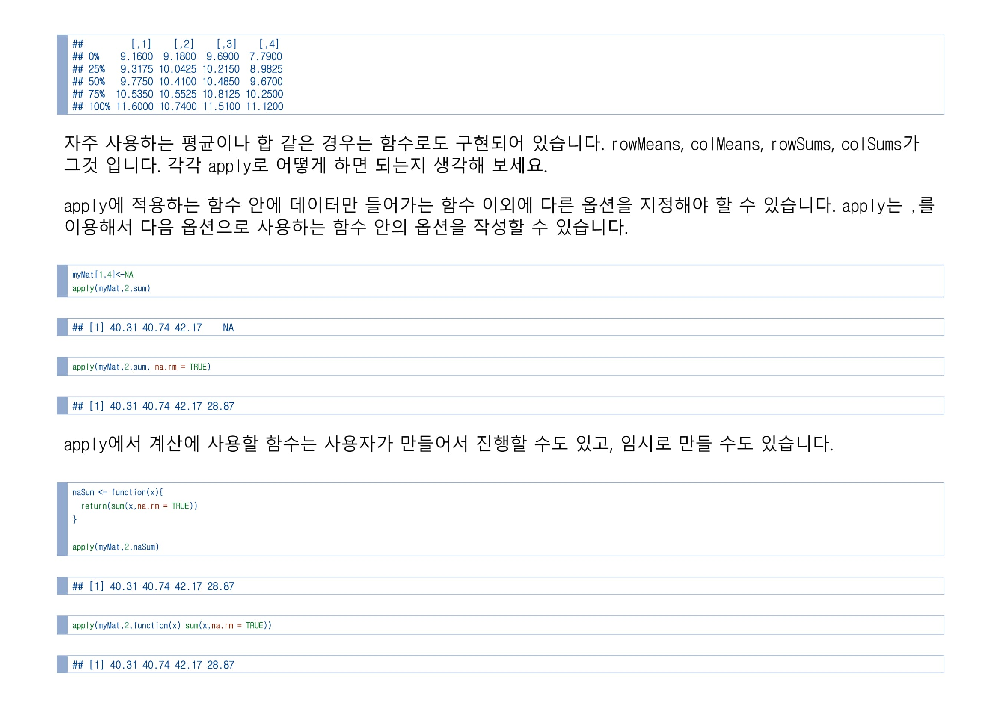 ##         [,1]    [,2]    [,3]    [,4]
## 0%    9.1600  9.1800  9.6900  7.7900
## 25%   9.3175 10.0425 10.2150  8.9825
## 50%   9.7750 10.4100 10.4850  9.6700
## 75%  10.5350 10.5525 10.8125 10.2500
## 100% 11.6000 10.7400 11.5100 11.1200
자주 사용하는 평균이나 합 같은 경우는 함수로도 구현되어 있습니다. rowMeans, colMeans, rowSums, colSums가
그것 입니다. 각각 apply로 어떻게 하면 되는지 생각해 보세요.
apply에 적용하는 함수 안에 데이터만 들어가는 함수 이외에 다른 옵션을 지정해야 할 수 있습니다. apply는 ,를
이용해서 다음 옵션으로 사용하는 함수 안의 옵션을 작성할 수 있습니다.
myMat[1,4]<-NA
apply(myMat,2,sum)
## [1] 40.31 40.74 42.17    NA
apply(myMat,2,sum, na.rm = TRUE)
## [1] 40.31 40.74 42.17 28.87
apply에서 계산에 사용할 함수는 사용자가 만들어서 진행할 수도 있고, 임시로 만들 수도 있습니다.
naSum <- function(x){
  return(sum(x,na.rm = TRUE))
}
apply(myMat,2,naSum)
## [1] 40.31 40.74 42.17 28.87
apply(myMat,2,function(x) sum(x,na.rm = TRUE))
## [1] 40.31 40.74 42.17 28.87